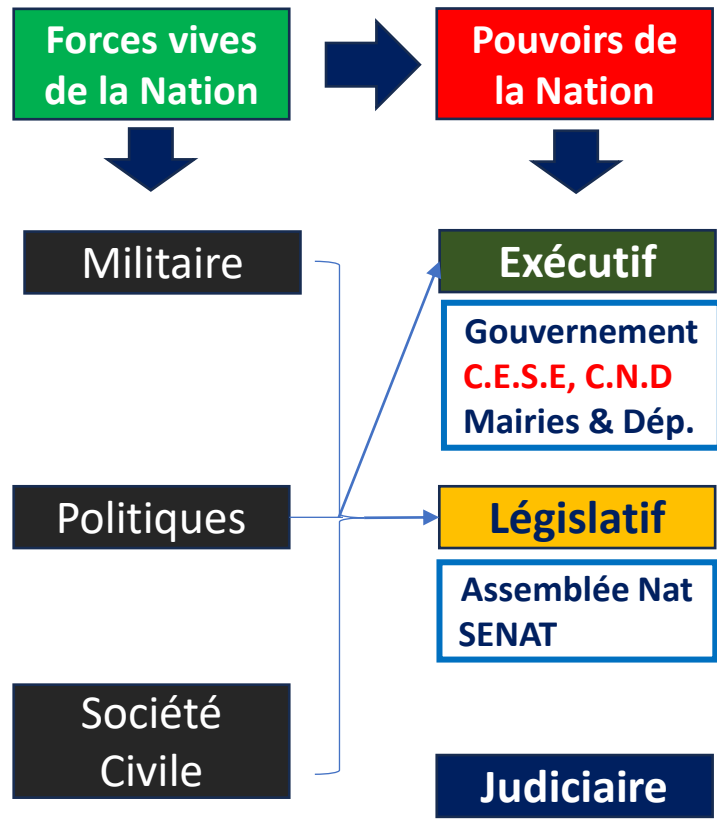 Forces vives
de la Nation
Pouvoirs de
la Nation
Militaire
Exécutif
Gouvernement
C.E.S.E, C.N.D
Mairies & Dép.
Politiques
Législatif
Assemblée Nat
SENAT
Société
Civile
Judiciaire